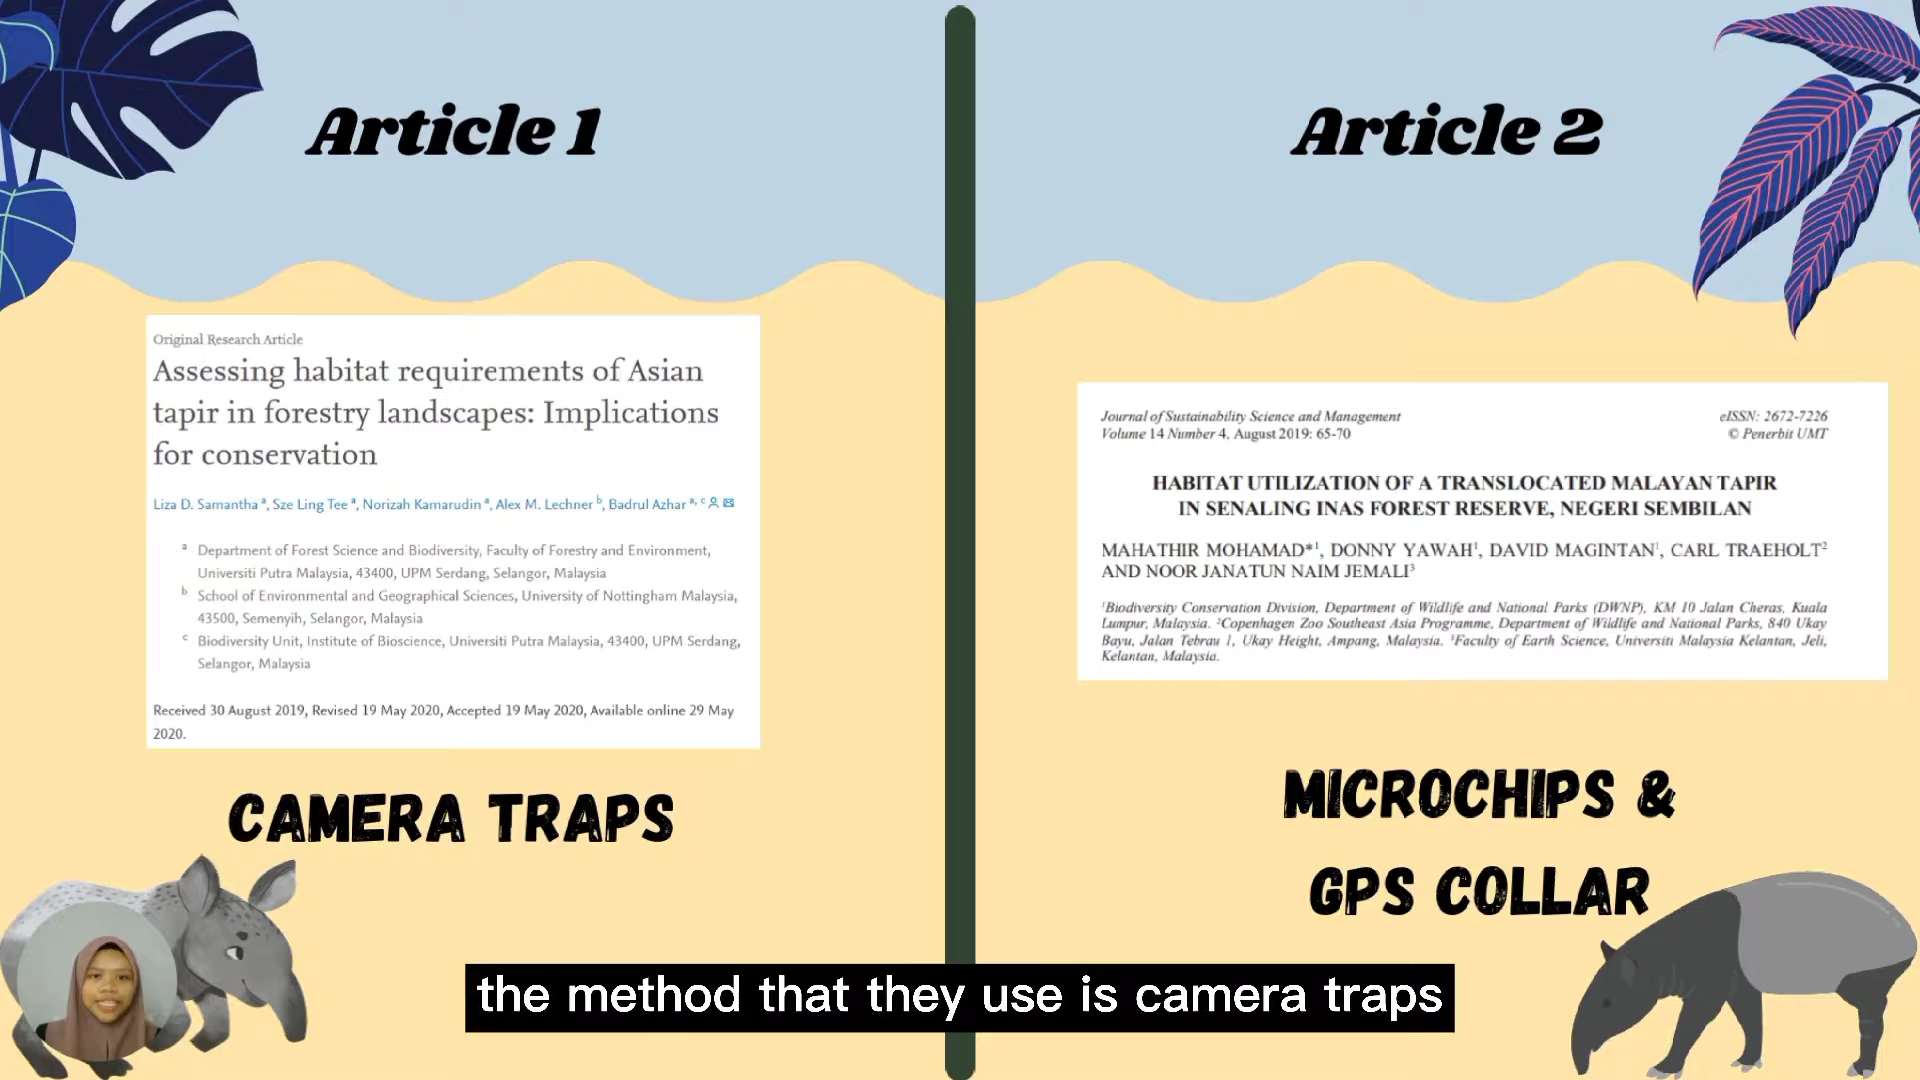 Article 1
Original Research Article
Assessing habitat requirements of Asian
tapir in forestry landscapes: Implications
for conservation
Liza D. Samantha ᵃ, Sze Ling Tee ᵃ, Norizah Kamarudin ᵃ, Alex M. Lechner ᵇ, Badrul Azhar ᵃ, ᶜ
ᵃ Department of Forest Science and Biodiversity, Faculty of Forestry and Environment,
Universiti Putra Malaysia, 43400, UPM Serdang, Selangor, Malaysia
ᵇ School of Environmental and Geographical Sciences, University of Nottingham Malaysia,
43500, Semenyih, Selangor, Malaysia
ᶜ Biodiversity Unit, Institute of Bioscience, Universiti Putra Malaysia, 43400, UPM Serdang,
Selangor, Malaysia
Received 30 August 2019, Revised 19 May 2020, Accepted 19 May 2020, Available online 29 May
2020.
CAMERA TRAPS
Article 2
Journal of Sustainability Science and Management eISSN: 2672-7226
Volume 14 Number 4, August 2019: 65-70 © Penerbit UMT
HABITAT UTILIZATION OF A TRANSLOCATED MALAYAN TAPIR
IN SENALING INAS FOREST RESERVE, NEGERI SEMBILAN
MAHATHIR MOHAMAD*¹, DONNY YAWAH¹, DAVID MAGINTAN¹, CARL TRAEHOLT²
AND NOOR JANATUN NAIM JEMALI³
¹Biodiversity Conservation Division, Department of Wildlife and National Parks (DWNP), KM 10 Jalan Cheras, Kuala
Lumpur, Malaysia. ²Copenhagen Zoo Southeast Asia Programme, Department of Wildlife and National Parks, 840 Ukay
Bayu, Jalan Tebrau 1, Ukay Height, Ampang, Malaysia. ³Faculty of Earth Science, Universiti Malaysia Kelantan, Jeli,
Kelantan, Malaysia.
MICROCHIPS &
GPS COLLAR
the method that they use is camera traps